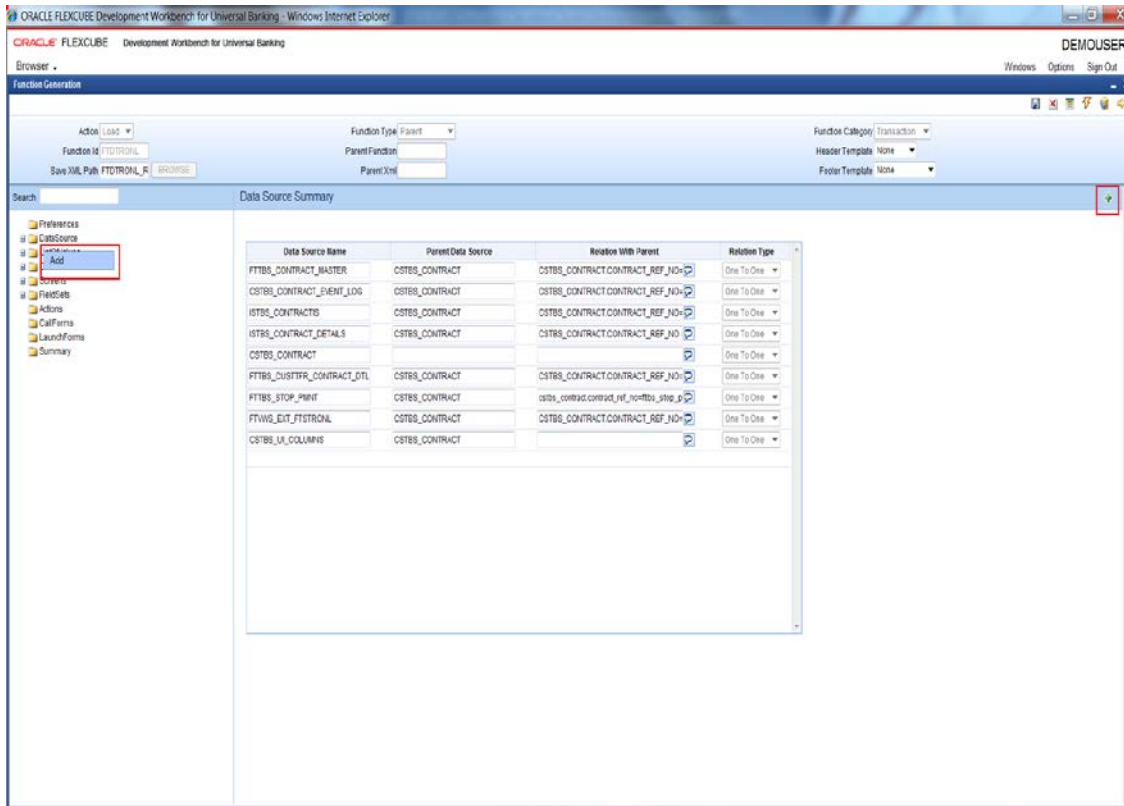 ORACLE FLEXCUBE Development Workbench for Universal Banking - Windows Internet Explorer
ORACLE FLEXCUBE Development Workbench for Universal Banking
DEMOUSER
Browser
Windows Options Sign Out
Function Generation
Action Load Function Type Parent Function Category Transaction
Function Id FTDTRONL Parent Function Header Template None
Save XML Path FTDTRONL_R BROWSE Parent Xml Footer Template None
Search
Data Source Summary
Preferences
DataSource
Add
Screens
FieldSets
Actions
CallForms
LaunchForms
Summary
Data Source Name Parent Data Source Relation With Parent Relation Type
FTTBS_CONTRACT_MASTER CSTBS_CONTRACT CSTBS_CONTRACT.CONTRACT_REF_NO= One To One
CSTBS_CONTRACT_EVENT_LOG CSTBS_CONTRACT CSTBS_CONTRACT.CONTRACT_REF_NO= One To One
ISTBS_CONTRACTIS CSTBS_CONTRACT CSTBS_CONTRACT.CONTRACT_REF_NO= One To One
ISTBS_CONTRACT_DETAILS CSTBS_CONTRACT CSTBS_CONTRACT.CONTRACT_REF_NO One To One
CSTBS_CONTRACT One To One
FTTBS_CUSTTFR_CONTRACT_DTL CSTBS_CONTRACT CSTBS_CONTRACT.CONTRACT_REF_NO= One To One
FTTBS_STOP_PMNT CSTBS_CONTRACT cstbs_contract.contract_ref_no=ftbs_stop_p One To One
FTVWS_EXT_FTSTRONL CSTBS_CONTRACT CSTBS_CONTRACT.CONTRACT_REF_NO= One To One
CSTBS_UI_COLUMNS CSTBS_CONTRACT One To One